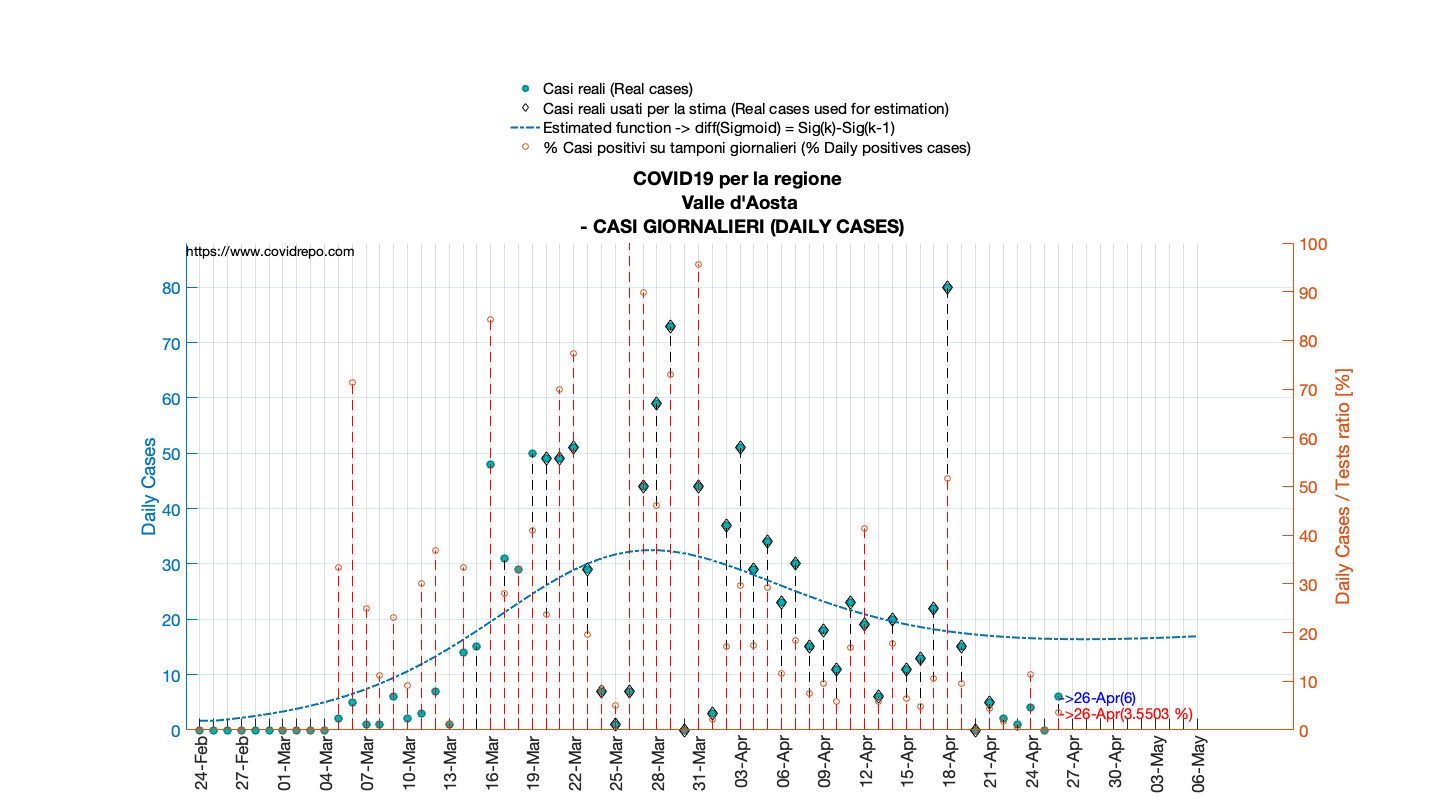 Casi reali (Real cases)
Casi reali usati per la stima (Real cases used for estimation)
Estimated function -> diff(Sigmoid) = Sig(k)-Sig(k-1)
% Casi positivi su tamponi giornalieri (% Daily positives cases)
COVID19 per la regione
Valle d'Aosta
- CASI GIORNALIERI (DAILY CASES)
https://www.covidrepo.com
Daily Cases
80
70
60
50
40
30
20
10
0
100
90
80
70
60
50
40
30
20
10
0
Daily Cases / Tests ratio [%]
->26-Apr(6)
->26-Apr(3.5503 %)
24-Feb
27-Feb
01-Mar
04-Mar
07-Mar
10-Mar
13-Mar
16-Mar
19-Mar
22-Mar
25-Mar
28-Mar
31-Mar
03-Apr
06-Apr
09-Apr
12-Apr
15-Apr
18-Apr
21-Apr
24-Apr
27-Apr
30-Apr
03-May
06-May